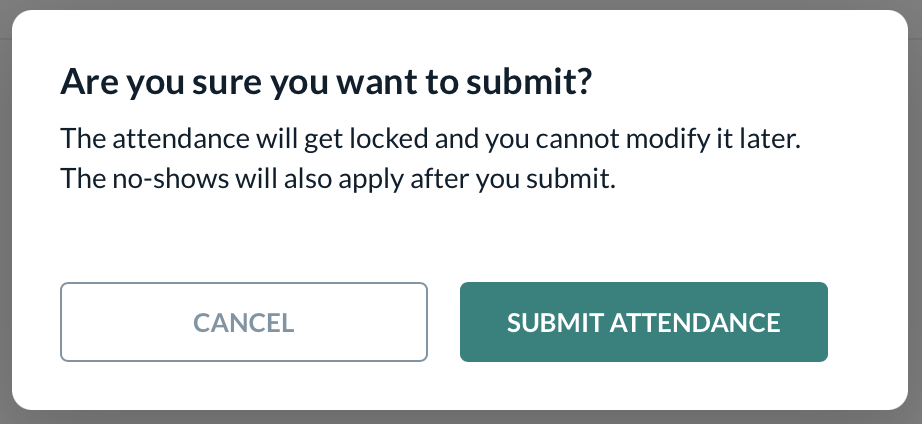 Are you sure you want to submit?
The attendance will get locked and you cannot modify it later.
The no-shows will also apply after you submit.
CANCEL
SUBMIT ATTENDANCE